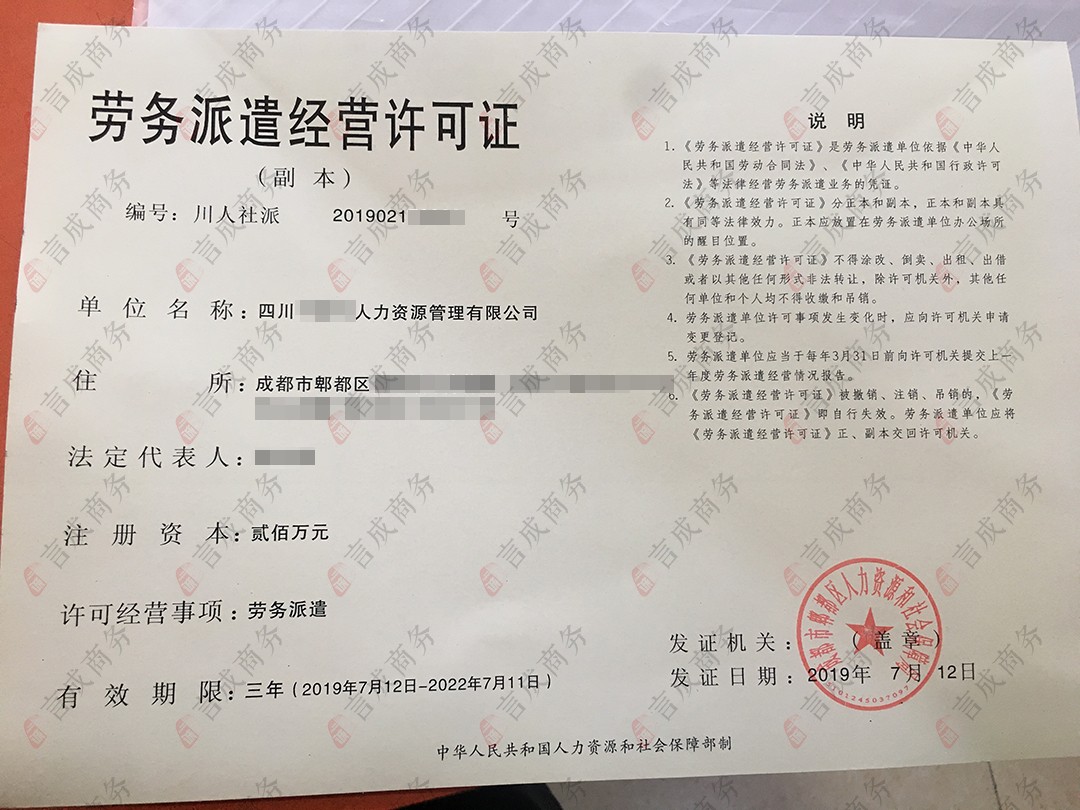 劳务派遣经营许可证
（副 本）
编号：川人社派 2019021 号
单位名称：四川 人力资源管理有限公司
住 所：成都市郫都区
法定代表人：
注册资本：贰佰万元
许可经营事项：劳务派遣
有效期限：三年（2019年7月12日-2022年7月11日）
说 明
1. 《劳务派遣经营许可证》是劳务派遣单位依据《中华人
民共和国劳动合同法》、《中华人民共和国行政许可
法》等法律经营劳务派遣业务的凭证。
2. 《劳务派遣经营许可证》分正本和副本，正本和副本具
有同等法律效力。正本应放置在劳务派遣单位办公场所
的醒目位置。
3. 《劳务派遣经营许可证》不得涂改、倒卖、出租、出借
或者以其他任何形式非法转让，除许可机关外，其他任
何单位和个人均不得收缴和吊销。
4. 劳务派遣单位许可事项发生变化时，应向许可机关申请
变更登记。
5. 劳务派遣单位应当于每年3月31日前向许可机关提交上一
年度劳务派遣经营情况报告。
6. 《劳务派遣经营许可证》被撤销、注销、吊销的，《劳
务派遣经营许可证》即自行失效。劳务派遣单位应将
《劳务派遣经营许可证》正、副本交回许可机关。
发证机关：（盖章）
成都市郫都区人力资源和社会保障局
5101245037097
发证日期：2019年 7月 12日
中华人民共和国人力资源和社会保障部制
言成商务